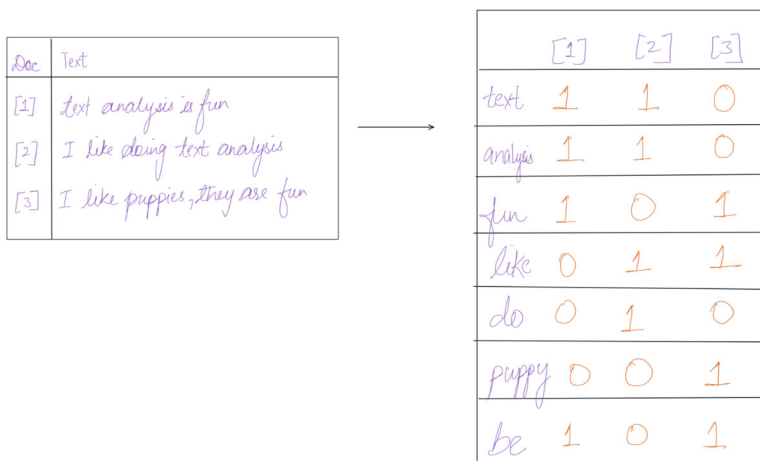 Doc Text
[1] text analysis is fun
[2] I like doing text analysis
[3] I like puppies, they are fun
[1] [2] [3]
text 1 1 0
analysis 1 1 0
fun 1 0 1
like 0 1 1
do 0 1 0
puppy 0 0 1
be 1 0 1